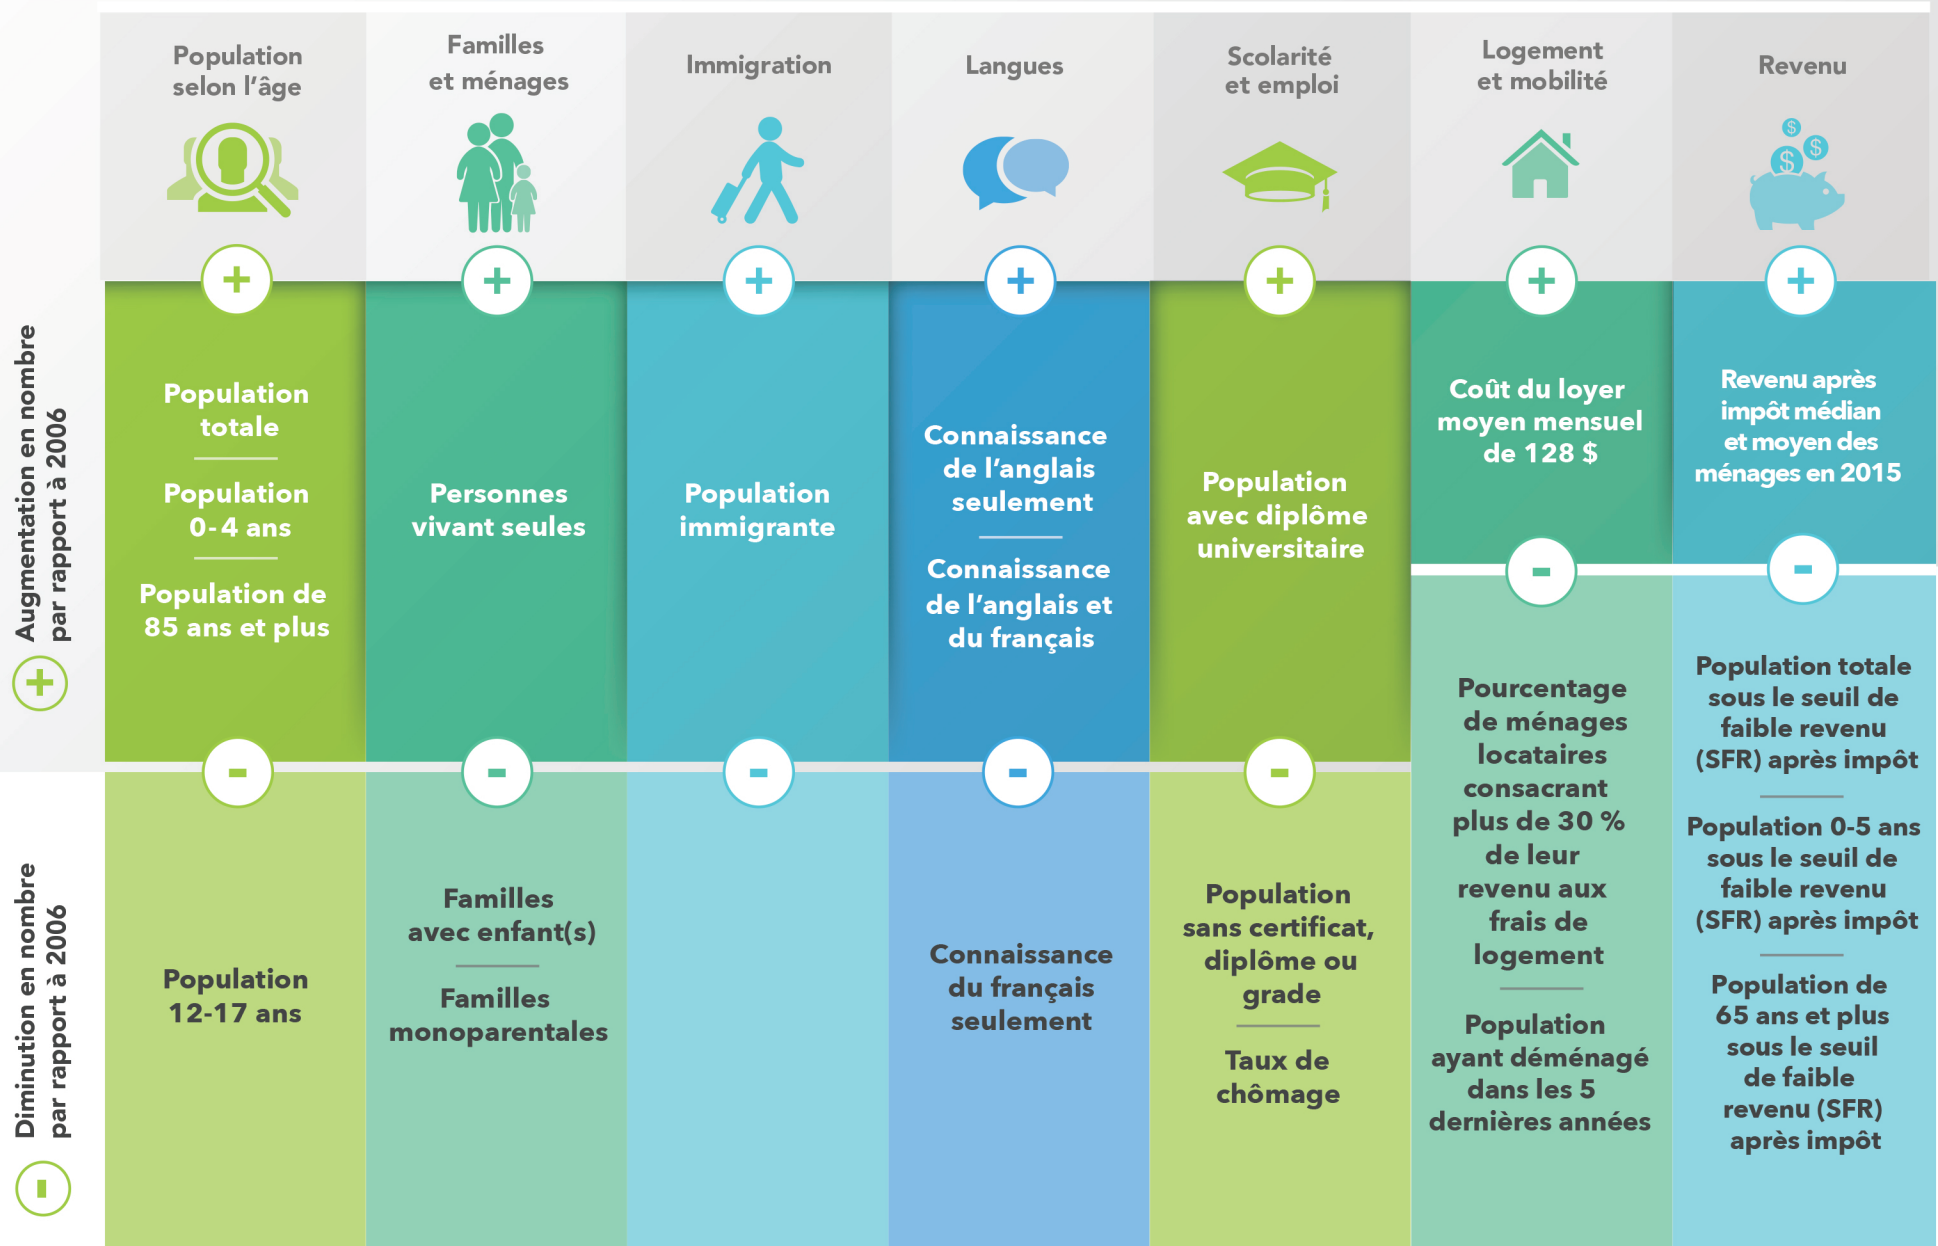 Population
selon l'âge
Familles
et ménages
Immigration
Langues
Scolarité
et emploi
Logement
et mobilité
Revenu
$
$
$
+
+
+
+
+
+
+
Augmentation en nombre
par rapport à 2006
+
Population
totale
Population
0-4 ans
Population de
85 ans et plus
Personnes
vivant seules
Population
immigrante
Connaissance
de l'anglais
seulement
Connaissance
de l'anglais et
du français
Population
avec diplôme
universitaire
Coût du loyer
moyen mensuel
de 128 $
Revenu après
impôt médian
et moyen des
ménages en 2015
-
-
-
-
-
-
-
Diminution en nombre
par rapport à 2006
-
Population
12-17 ans
Familles
avec enfant(s)
Familles
monoparentales
Connaissance
du français
seulement
Population
sans certificat,
diplôme ou
grade
Taux de
chômage
Pourcentage
de ménages
locataires
consacrant
plus de 30 %
de leur
revenu aux
frais de
logement
Population
ayant déménagé
dans les 5
dernières années
Population totale
sous le seuil de
faible revenu
(SFR) après impôt
Population 0-5 ans
sous le seuil de
faible revenu
(SFR) après impôt
Population de
65 ans et plus
sous le seuil
de faible
revenu (SFR)
après impôt